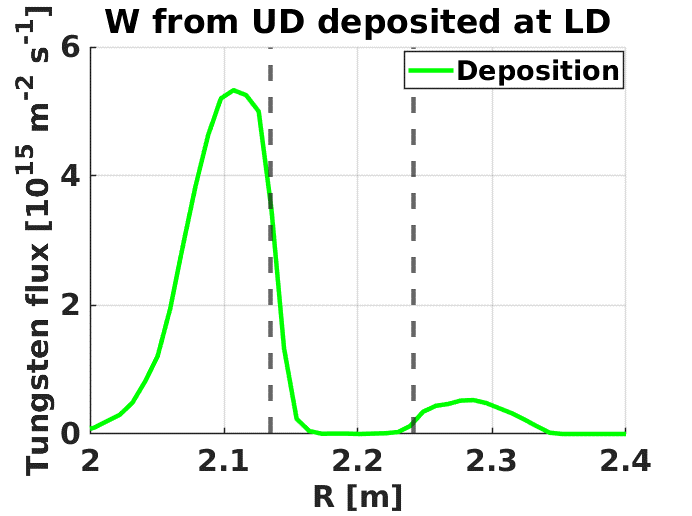 W from UD deposited at LD
Deposition
Tungsten flux [10^15 m^-2 s^-1]
6
4
2
0
2
2.1
2.2
2.3
2.4
R [m]